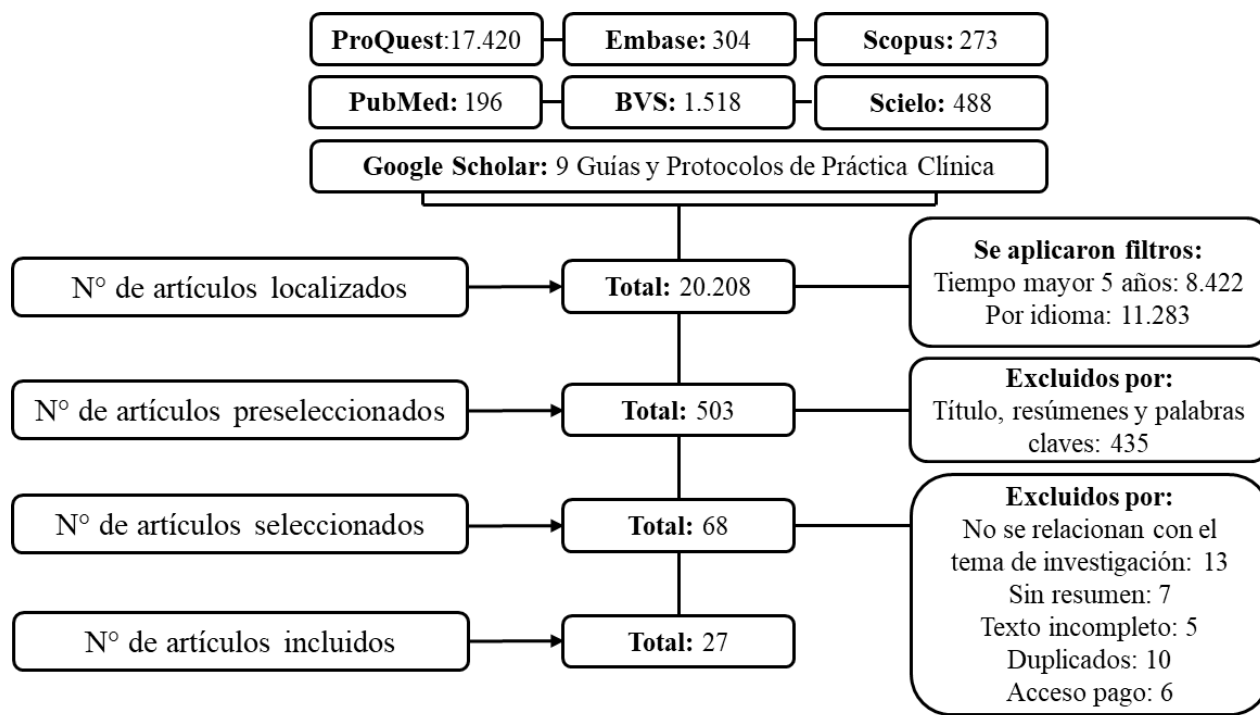 ProQuest:17.420
Embase: 304
Scopus: 273
PubMed: 196
BVS: 1.518
Scielo: 488
Google Scholar: 9 Guías y Protocolos de Práctica Clínica
N° de artículos localizados
Total: 20.208
Se aplicaron filtros:
Tiempo mayor 5 años: 8.422
Por idioma: 11.283
N° de artículos preseleccionados
Total: 503
Excluidos por:
Título, resúmenes y palabras
claves: 435
N° de artículos seleccionados
Total: 68
Excluidos por:
No se relacionan con el
tema de investigación: 13
Sin resumen: 7
Texto incompleto: 5
Duplicados: 10
Acceso pago: 6
N° de artículos incluidos
Total: 27